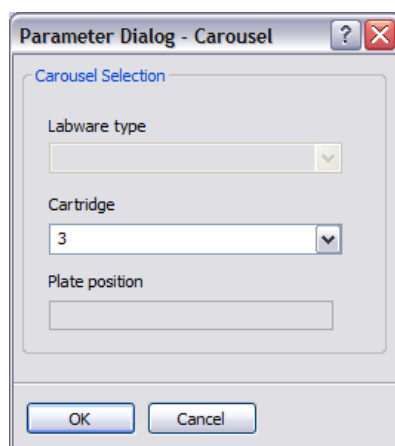 Parameter Dialog - Carousel
Carousel Selection
Labware type
Cartridge
3
Plate position
OK Cancel